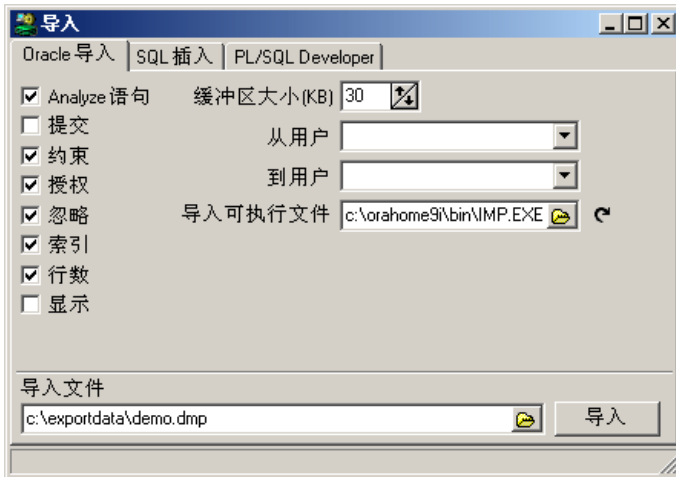 导入
Oracle 导入 SQL 插入 PL/SQL Developer
Analyze 语句 缓冲区大小(KB) 30
提交 从用户
约束
授权 到用户
忽略 导入可执行文件 c:\orahome9i\bin\IMP.EXE
索引
行数
显示
导入文件
c:\exportdata\demo.dmp 导入